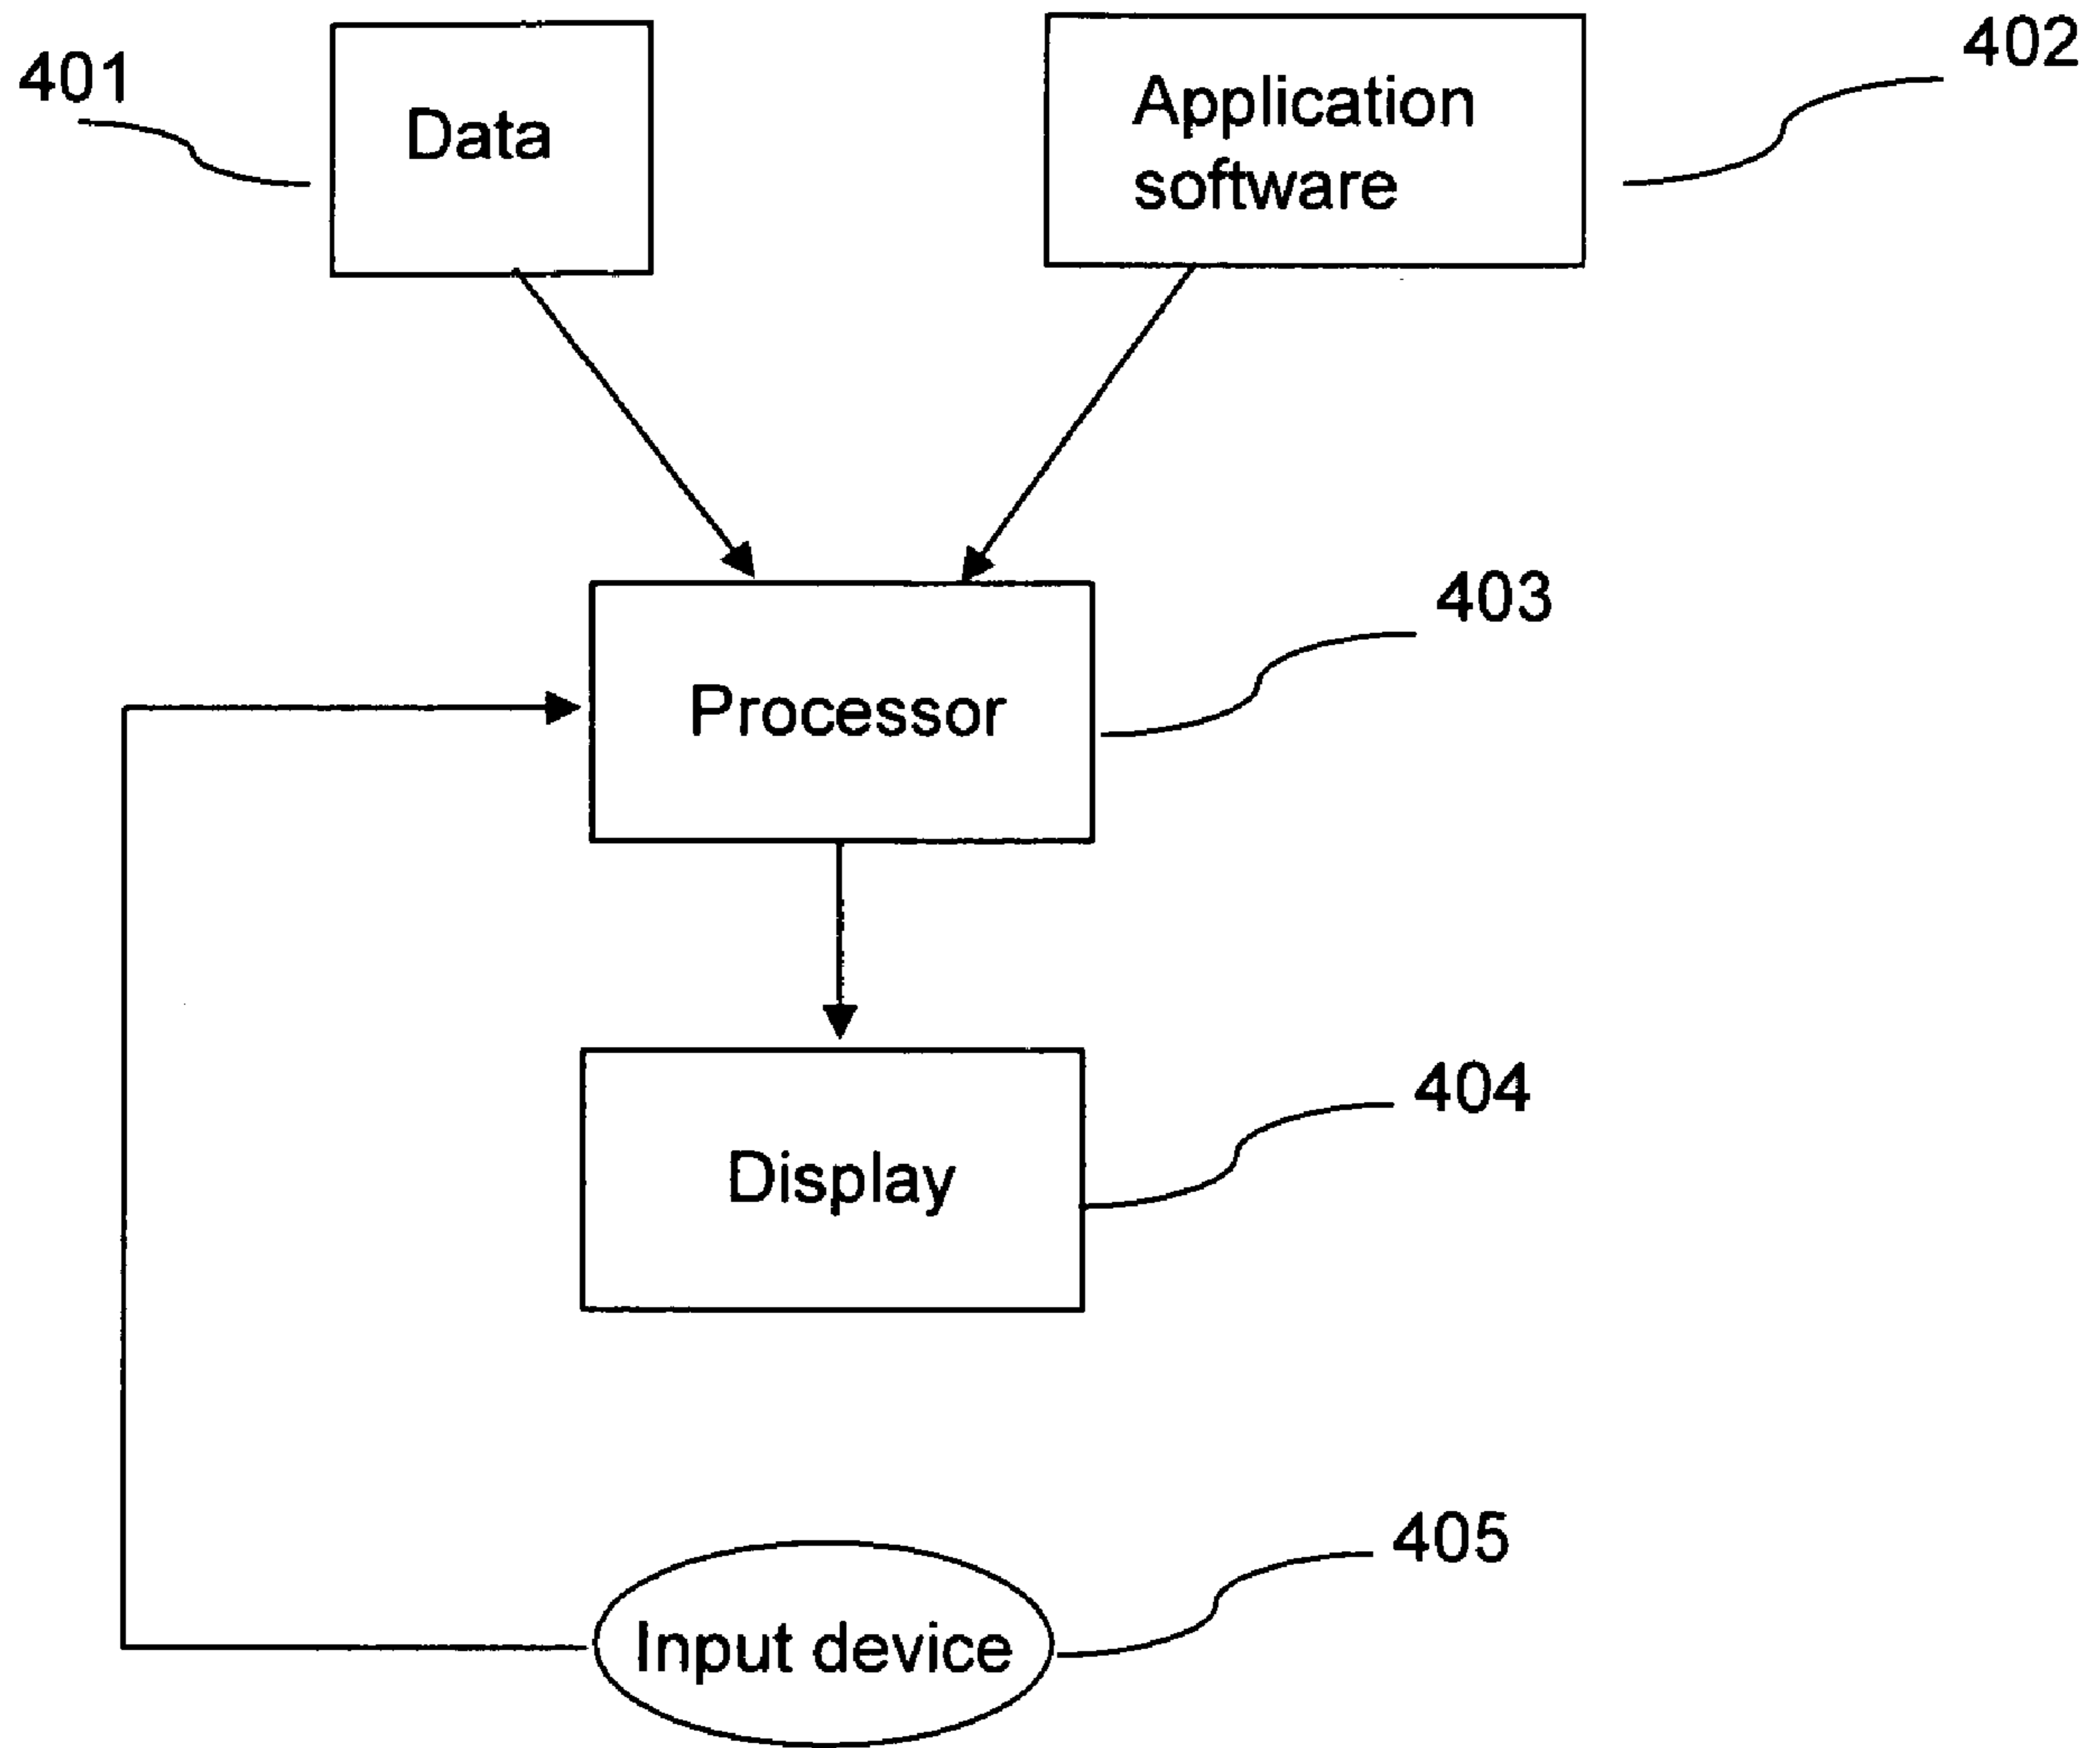 401
Data
Application
software
402
Processor
403
Display
404
Input device
405